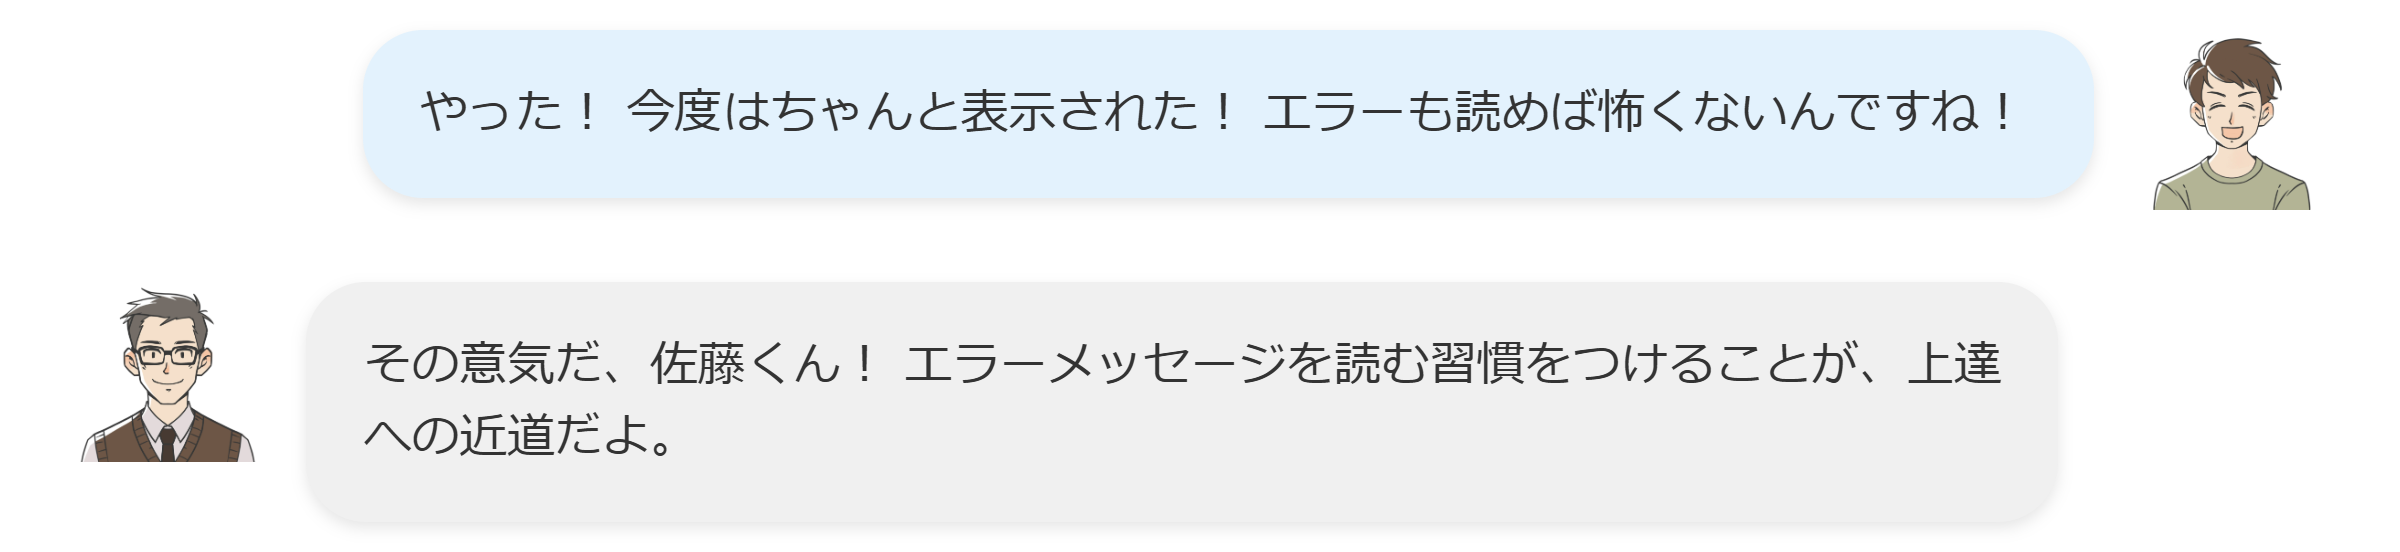 やった！ 今度はちゃんと表示された！ エラーも読めば怖くないんですね！
その意気だ、佐藤くん！ エラーメッセージを読む習慣をつけることが、上達
への近道だよ。